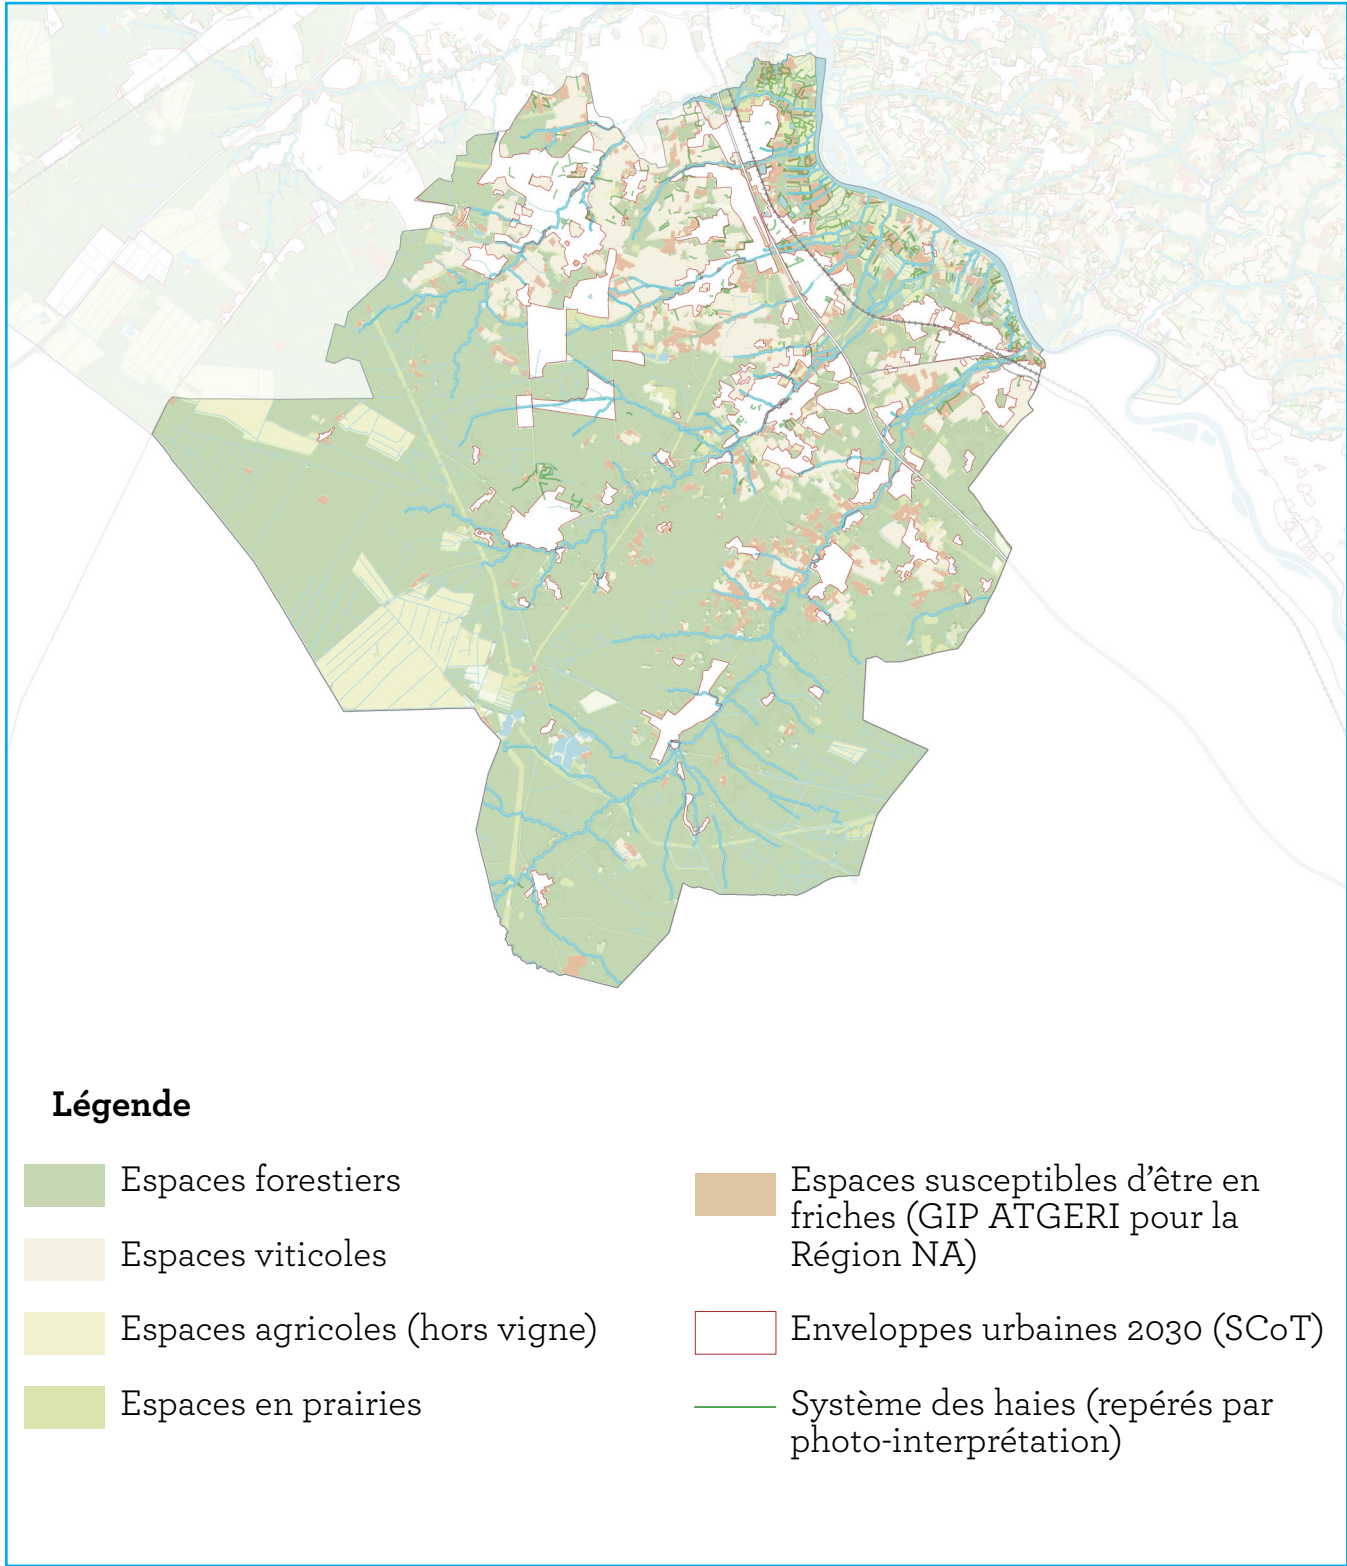 Légende
Espaces forestiers
Espaces viticoles
Espaces agricoles (hors vigne)
Espaces en prairies
Espaces susceptibles d’être en
friches (GIP ATGERI pour la
Région NA)
Enveloppes urbaines 2030 (SCoT)
Système des haies (repérés par
photo-interprétation)